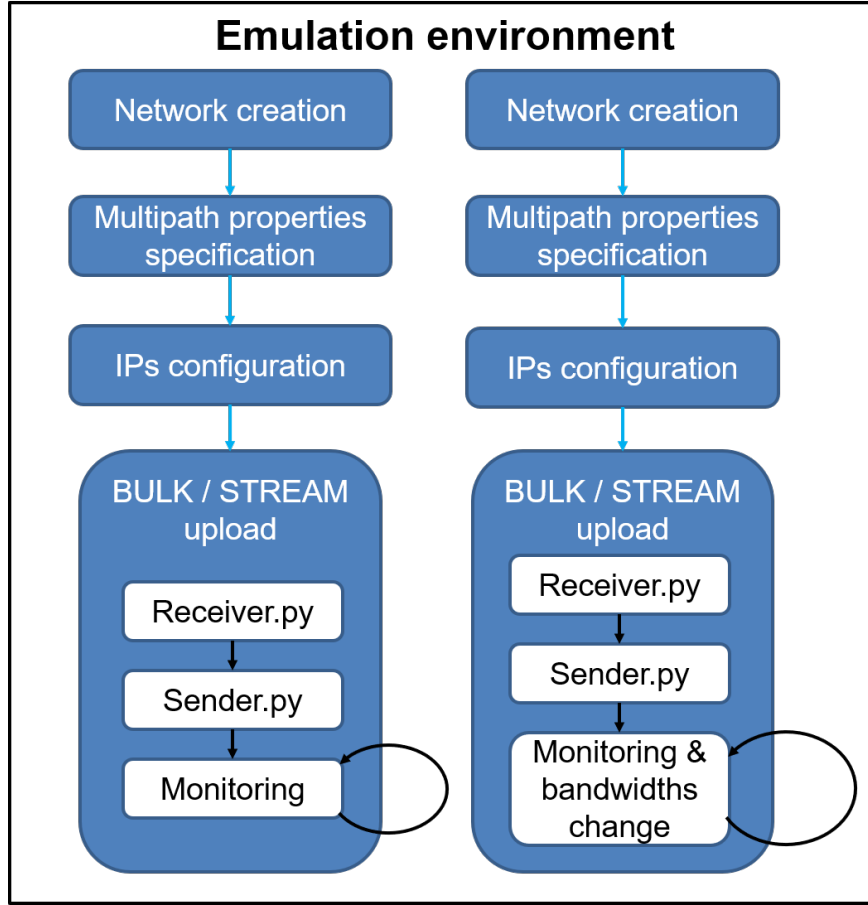 Emulation environment
Network creation
Multipath properties
specification
IPs configuration
BULK / STREAM
upload
Receiver.py
Sender.py
Monitoring
Network creation
Multipath properties
specification
IPs configuration
BULK / STREAM
upload
Receiver.py
Sender.py
Monitoring &
bandwidths
change